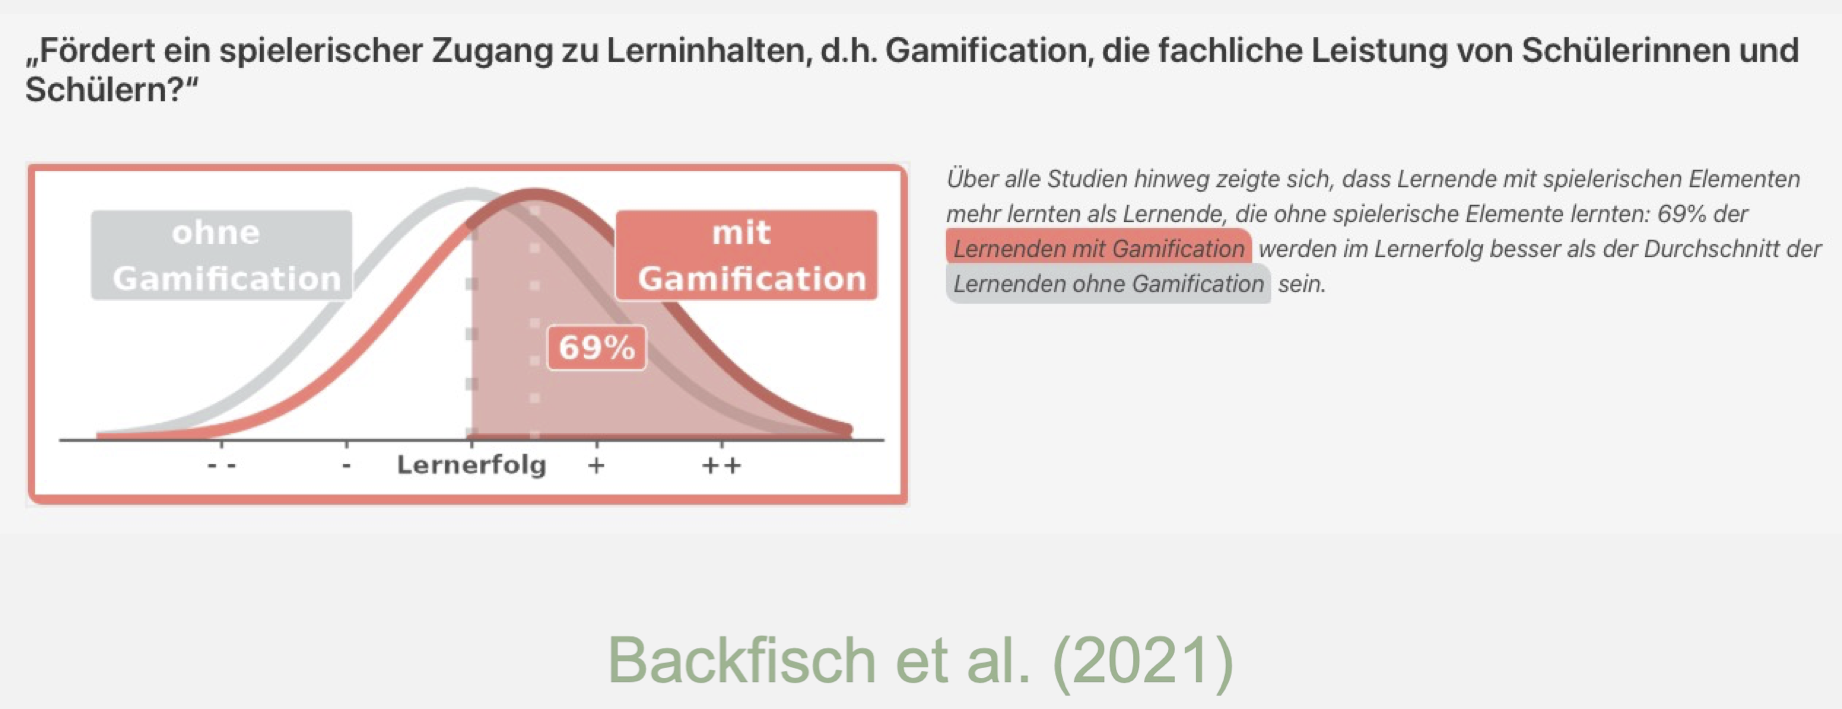 „Fördert ein spielerischer Zugang zu Lerninhalten, d.h. Gamification, die fachliche Leistung von Schülerinnen und
Schülern?“
ohne
Gamification
mit
Gamification
69%
- -
-
Lernerfolg
+
++
Über alle Studien hinweg zeigte sich, dass Lernende mit spielerischen Elementen
mehr lernten als Lernende, die ohne spielerische Elemente lernten: 69% der
Lernenden mit Gamification werden im Lernerfolg besser als der Durchschnitt der
Lernenden ohne Gamification sein.
Backfisch et al. (2021)